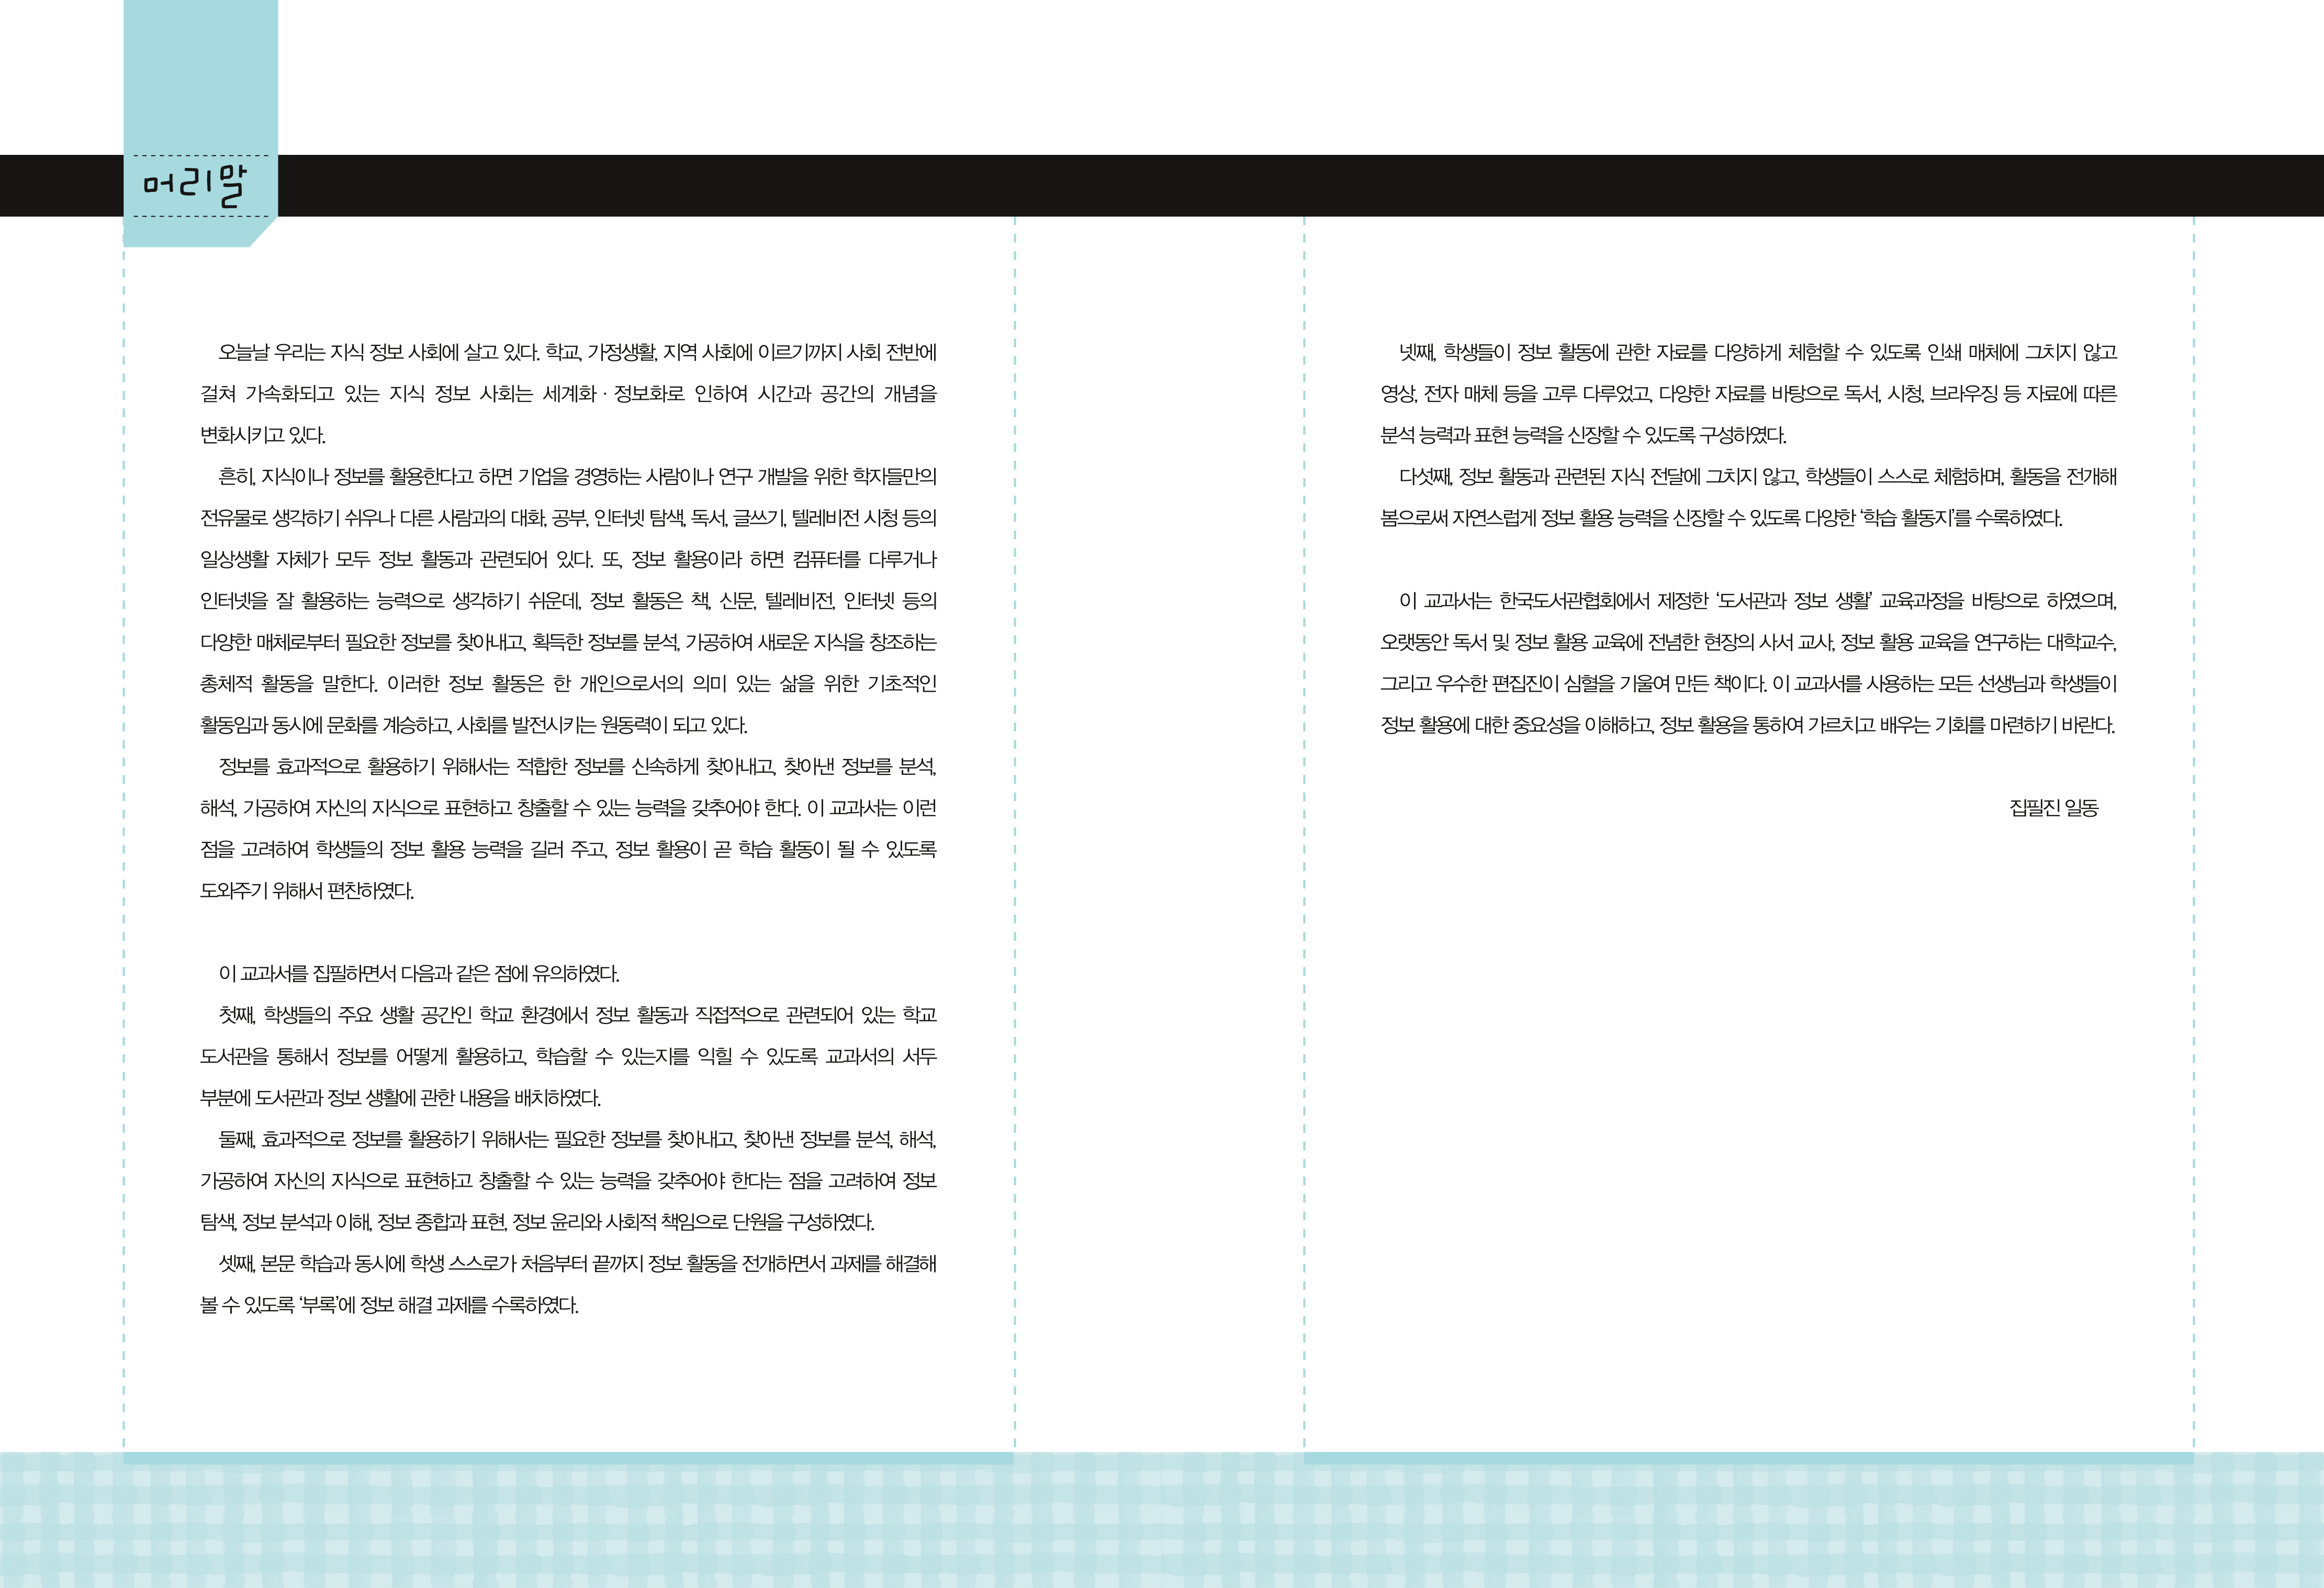 머리말
오늘날 우리는 지식 정보 사회에 살고 있다. 학교, 가정생활, 지역 사회에 이르기까지 사회 전반에
걸쳐 가속화되고 있는 지식 정보 사회는 세계화·정보화로 인하여 시간과 공간의 개념을
변화시키고 있다.
흔히, 지식이나 정보를 활용한다고 하면 기업을 경영하는 사람이나 연구 개발을 위한 학자들만의
전유물로 생각하기 쉬우나 다른 사람과의 대화, 공부, 인터넷 탐색, 독서, 글쓰기, 텔레비전 시청 등의
일상생활 자체가 모두 정보 활동과 관련되어 있다. 또, 정보 활용이라 하면 컴퓨터를 다루거나
인터넷을 잘 활용하는 능력으로 생각하기 쉬운데, 정보 활동은 책, 신문, 텔레비전, 인터넷 등의
다양한 매체로부터 필요한 정보를 찾아내고, 획득한 정보를 분석, 가공하여 새로운 지식을 창조하는
총체적 활동을 말한다. 이러한 정보 활동은 한 개인으로서의 의미 있는 삶을 위한 기초적인
활동임과 동시에 문화를 계승하고, 사회를 발전시키는 원동력이 되고 있다.
정보를 효과적으로 활용하기 위해서는 적합한 정보를 신속하게 찾아내고, 찾아낸 정보를 분석,
해석, 가공하여 자신의 지식으로 표현하고 창출할 수 있는 능력을 갖추어야 한다. 이 교과서는 이런
점을 고려하여 학생들의 정보 활용 능력을 길러 주고, 정보 활용이 곧 학습 활동이 될 수 있도록
도와주기 위해서 편찬하였다.
이 교과서를 집필하면서 다음과 같은 점에 유의하였다.
첫째, 학생들의 주요 생활 공간인 학교 환경에서 정보 활동과 직접적으로 관련되어 있는 학교
도서관을 통해서 정보를 어떻게 활용하고, 학습할 수 있는지를 익힐 수 있도록 교과서의 서두
부분에 도서관과 정보 생활에 관한 내용을 배치하였다.
둘째, 효과적으로 정보를 활용하기 위해서는 필요한 정보를 찾아내고, 찾아낸 정보를 분석, 해석,
가공하여 자신의 지식으로 표현하고 창출할 수 있는 능력을 갖추어야 한다는 점을 고려하여 정보
탐색, 정보 분석과 이해, 정보 종합과 표현, 정보 윤리와 사회적 책임으로 단원을 구성하였다.
셋째, 본문 학습과 동시에 학생 스스로가 처음부터 끝까지 정보 활동을 전개하면서 과제를 해결해
볼 수 있도록 ‘부록’에 정보 해결 과제를 수록하였다.
넷째, 학생들이 정보 활동에 관한 자료를 다양하게 체험할 수 있도록 인쇄 매체에 그치지 않고
영상, 전자 매체 등을 고루 다루었고, 다양한 자료를 바탕으로 독서, 시청, 브라우징 등 자료에 따른
분석 능력과 표현 능력을 신장할 수 있도록 구성하였다.
다섯째, 정보 활동과 관련된 지식 전달에 그치지 않고, 학생들이 스스로 체험하며, 활동을 전개해
봄으로써 자연스럽게 정보 활용 능력을 신장할 수 있도록 다양한 ‘학습 활동지’를 수록하였다.
이 교과서는 한국도서관협회에서 제정한 ‘도서관과 정보 생활’ 교육과정을 바탕으로 하였으며,
오랫동안 독서 및 정보 활용 교육에 전념한 현장의 사서 교사, 정보 활용 교육을 연구하는 대학교수,
그리고 우수한 편집진이 심혈을 기울여 만든 책이다. 이 교과서를 사용하는 모든 선생님과 학생들이
정보 활용에 대한 중요성을 이해하고, 정보 활용을 통하여 가르치고 배우는 기회를 마련하기 바란다.
집필진 일동